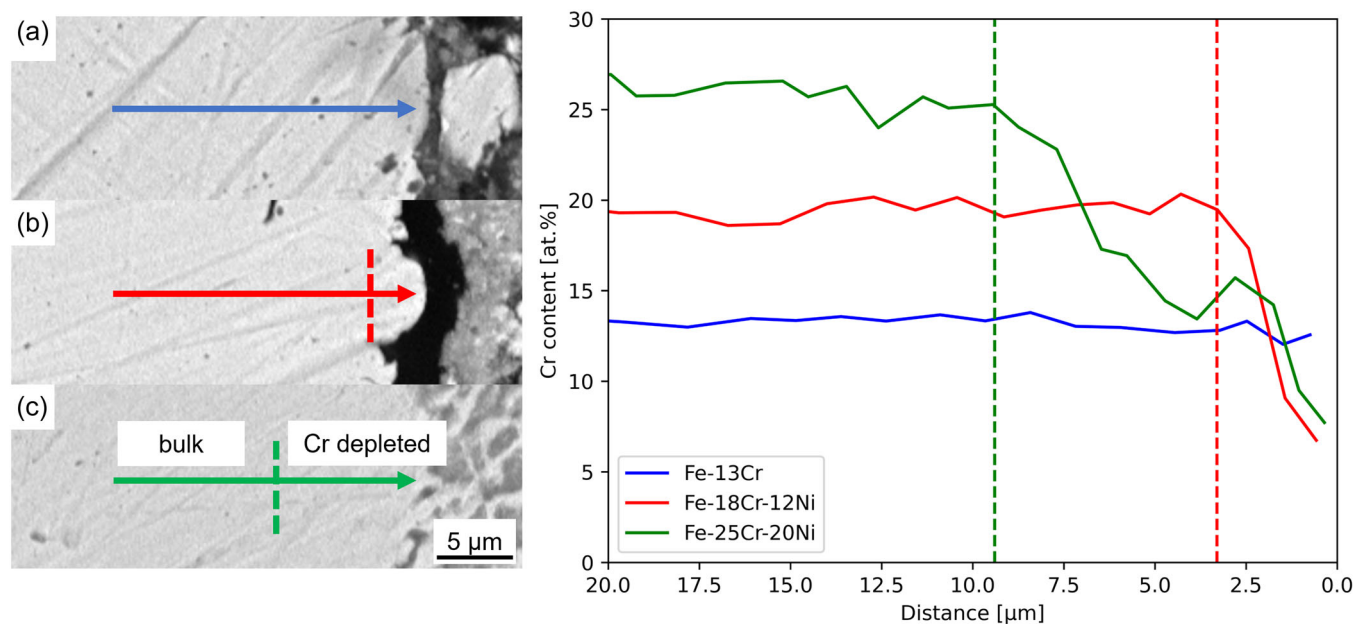 (a)
(b)
(c)
bulk
Cr depleted
5 µm
30
25
20
15
10
5
0
Cr content [at.%]
Fe-13Cr
Fe-18Cr-12Ni
Fe-25Cr-20Ni
20.0 17.5 15.0 12.5 10.0 7.5 5.0 2.5 0.0
Distance [µm]